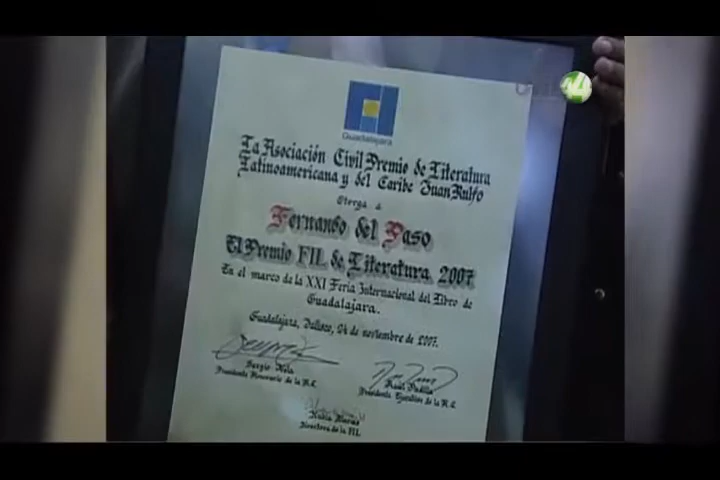 Guadalajara
La Asociación Civil Premio de Literatura
Latinoamericana y del Caribe Juan Rulfo
Otorga a
Fernando del Paso
El Premio FIL de Literatura 2007
En el marco de la XXI Feria Internacional del Libro de
Guadalajara.
Guadalajara, Jalisco, 24 de noviembre de 2007.
Sergio
Raúl Padilla
Presidente Honorario de la A.C.
Presidente Ejecutivo de la A.C.
Directora de la FIL
44